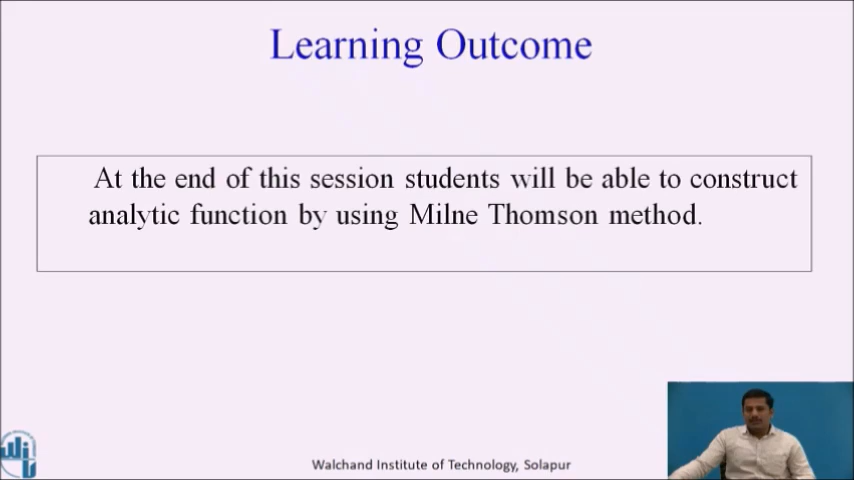 Learning Outcome
At the end of this session students will be able to construct
analytic function by using Milne Thomson method.
Walchand Institute of Technology, Solapur